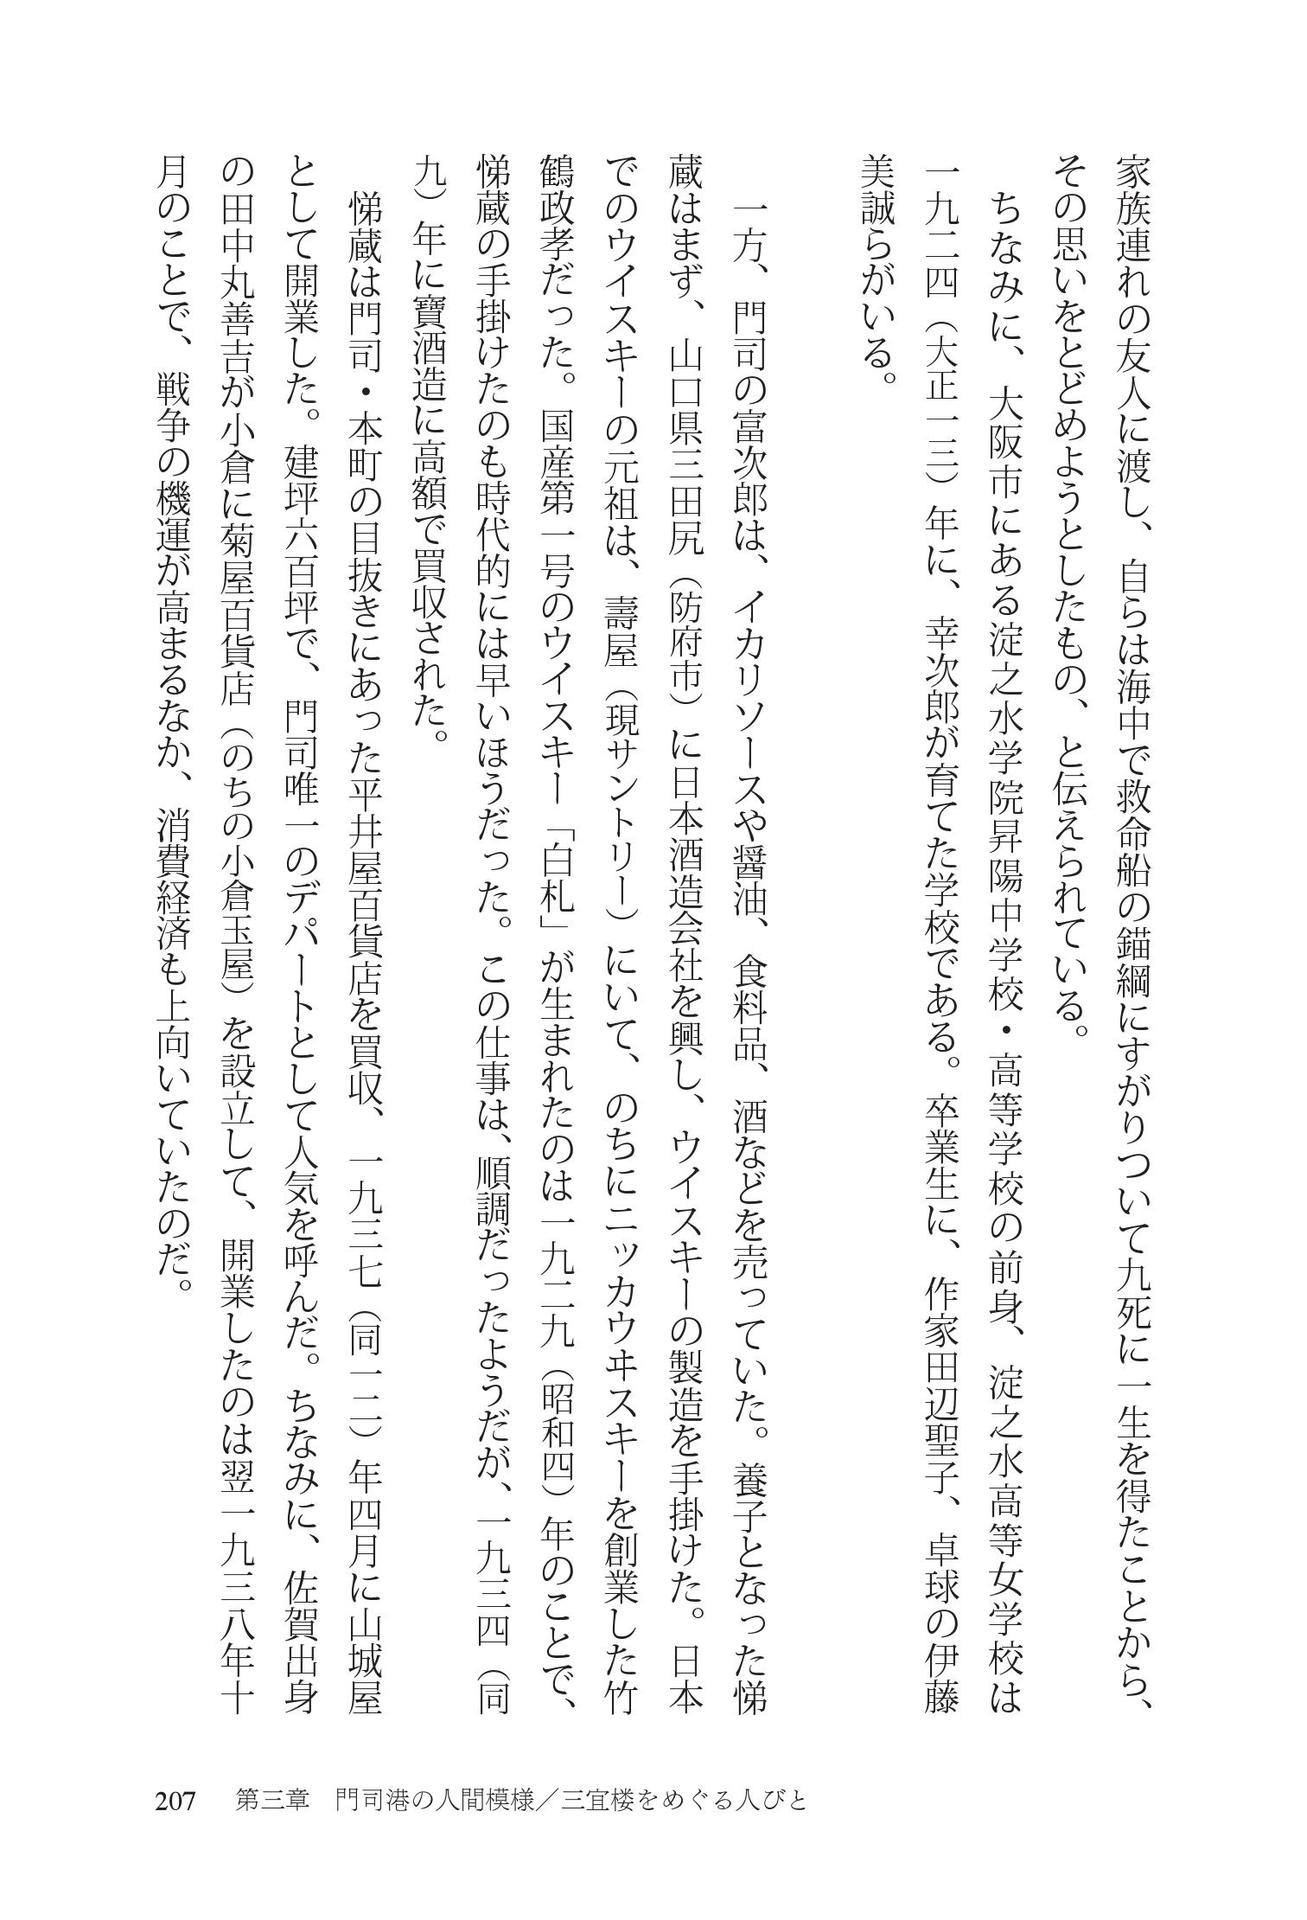 家族連れの友人に渡し、自らは海中で救命船の錨綱にすがりついて九死に一生を得たことから、
その思いをとどめようとしたもの、と伝えられている。
ちなみに、大阪市にある淀之水学院昇陽中学校・高等学校の前身、淀之水高等女学校は
一九二四（大正一三）年に、幸次郎が育てた学校である。卒業生に、作家田辺聖子、卓球の伊藤
美誠らがいる。
一方、門司の富次郎は、イカリソースや醤油、食料品、酒などを売っていた。養子となった悌
蔵はまず、山口県三田尻（防府市）に日本酒造会社を興し、ウイスキーの製造を手掛けた。日本
でのウイスキーの元祖は、壽屋（現サントリー）にいて、のちにニッカウヰスキーを創業した竹
鶴政孝だった。国産第一号のウイスキー「白札」が生まれたのは一九二九（昭和四）年のことで、
悌蔵の手掛けたのも時代的には早いほうだった。この仕事は、順調だったようだが、一九三四（同
九）年に寶酒造に高額で買収された。
悌蔵は門司・本町の目抜きにあった平井屋百貨店を買収、一九三七（同一二）年四月に山城屋
として開業した。建坪六百坪で、門司唯一のデパートとして人気を呼んだ。ちなみに、佐賀出身
の田中丸善吉が小倉に菊屋百貨店（のちの小倉玉屋）を設立して、開業したのは翌一九三八年十
月のことで、戦争の機運が高まるなか、消費経済も上向いていたのだ。
207 第三章 門司港の人間模様／三宜楼をめぐる人びと